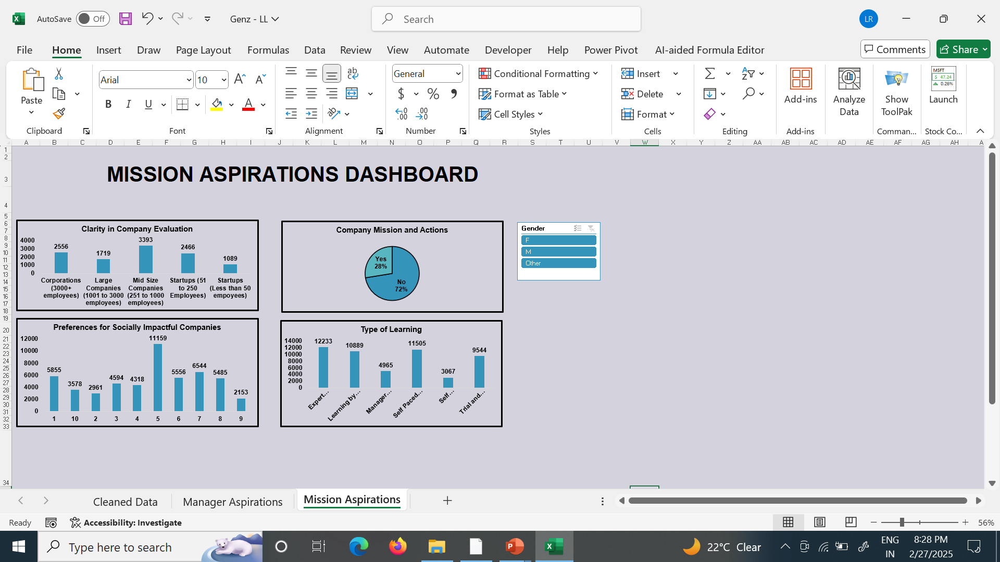 AutoSave Off Genz - LL Search LR
File Home Insert Draw Page Layout Formulas Data Review View Automate Developer Help Power Pivot AI-aided Formula Editor Comments Share
Paste
Clipboard
Arial 10
B I U A
Font
ab
Alignment
General
$ % 9
.00
Number
Conditional Formatting
Format as Table
Cell Styles
Styles
Insert
Delete
Format
Cells
Editing
Add-ins
Add-ins
Analyze
Data
Show
ToolPak
Comman...
MSFT
$ 47.24
0.26%
Launch
Stock Co...
A B C D E F G H I J K L M N O P Q R S T U V W X Y Z AA AB AC AD AE AF AG AH A
1
2
3
4
5
6
7
8
9
10
11
12
13
14
15
16
17
18
19
20
21
22
23
24
25
26
27
28
29
30
31
32
33
34
MISSION ASPIRATIONS DASHBOARD
Clarity in Company Evaluation
4000
3000
2000
1000
0
2556 1719 3393 2466 1089
Corporations
(3000+
employees)
Large
Companies
(1001 to 3000
employees)
Mid Size
Companies
(251 to 1000
employees)
Startups (51
to 250
Employees)
Startups
(Less than 50
empoyees)
Company Mission and Actions
Yes
28%
No
72%
Gender
F
M
Other
Preferences for Socially Impactful Companies
12000
10000
8000
6000
4000
2000
0
5855 3578 2961 4594 4318 11159 5556 6544 5485 2153
1 10 2 3 4 5 6 7 8 9
Type of Learning
14000
12000
10000
8000
6000
4000
2000
0
12233 10889 4965 11505 3067 9544
Expert... Learning by... Manager... Self Paced... Self... Trial and...
Cleaned Data Manager Aspirations Mission Aspirations
Ready Accessibility: Investigate 56%
Type here to search 22°C Clear ENG 8:28 PM
IN 2/27/2025